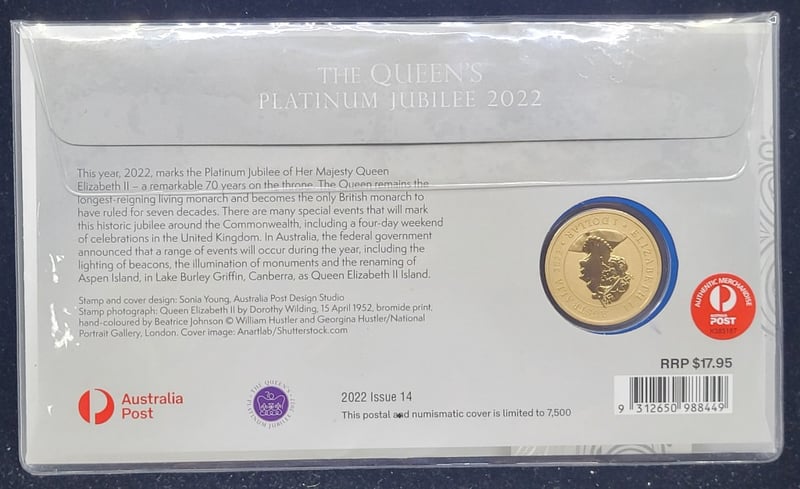 THE QUEEN'S
PLATINUM JUBILEE 2022
This year, 2022, marks the Platinum Jubilee of Her Majesty Queen
Elizabeth II – a remarkable 70 years on the throne. The Queen remains the
longest-reigning living monarch and becomes the only British monarch to
have ruled for seven decades. There are many special events that will mark
this historic jubilee around the Commonwealth, including a four-day weekend
of celebrations in the United Kingdom. In Australia, the federal government
announced that a range of events will occur during the year, including the
lighting of beacons, the illumination of monuments and the renaming of
Aspen Island, in Lake Burley Griffin, Canberra, as Queen Elizabeth II Island.
Stamp and cover design: Sonia Young, Australia Post Design Studio
Stamp photograph: Queen Elizabeth II by Dorothy Wilding, 15 April 1952, bromide print,
hand-coloured by Beatrice Johnson © William Hustler and Georgina Hustler/National
Portrait Gallery, London. Cover image: Anartlab/Shutterstock.com
ELIZABETH II AUSTRALIA 2022 1 DOLLAR
AUTHENTIC MERCHANDISE
AUSTRALIA
POST
RRP $17.95
9 312650 988449
Australia
Post
THE QUEEN'S
70
PLATINUM JUBILEE
2022 Issue 14
This postal and numismatic cover is limited to 7,500